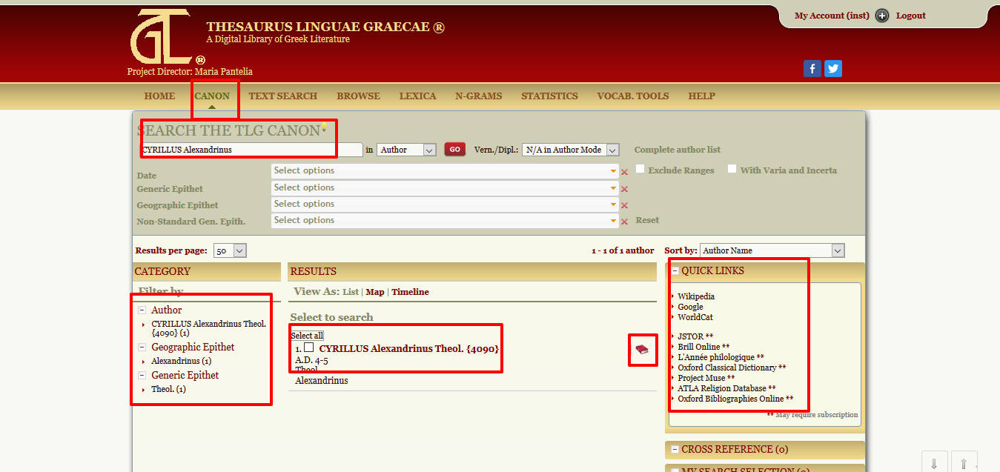 My Account (inst) Logout
THESAURUS LINGUAE GRAECAE ®
A Digital Library of Greek Literature
®
Project Director: Maria Pantelia
HOME CANON TEXT SEARCH BROWSE LEXICA N-GRAMS STATISTICS VOCAB. TOOLS HELP
SEARCH THE TLG CANON
CYRILLUS Alexandrinus in Author GO Vern./Dipl.: N/A in Author Mode Complete author list
Date Select options Exclude Ranges With Varia and Incerta
Generic Epithet Select options
Geographic Epithet Select options
Non-Standard Gen. Epith. Select options Reset
Results per page: 50 1 - 1 of 1 author Sort by: Author Name
CATEGORY
Filter by
Author
CYRILLUS Alexandrinus Theol.
{4090} (1)
Geographic Epithet
Alexandrinus (1)
Generic Epithet
Theol. (1)
RESULTS
View As: List | Map | Timeline
Select to search
Select all
1. CYRILLUS Alexandrinus Theol. {4090}
A.D. 4-5
Theol.
Alexandrinus
QUICK LINKS
Wikipedia
Google
WorldCat
JSTOR **
Brill Online **
L'Année philologique **
Oxford Classical Dictionary **
Project Muse **
ATLA Religion Database **
Oxford Bibliographies Online **
** May require subscription
CROSS REFERENCE (0)
MY SEARCH SELECTION (0)